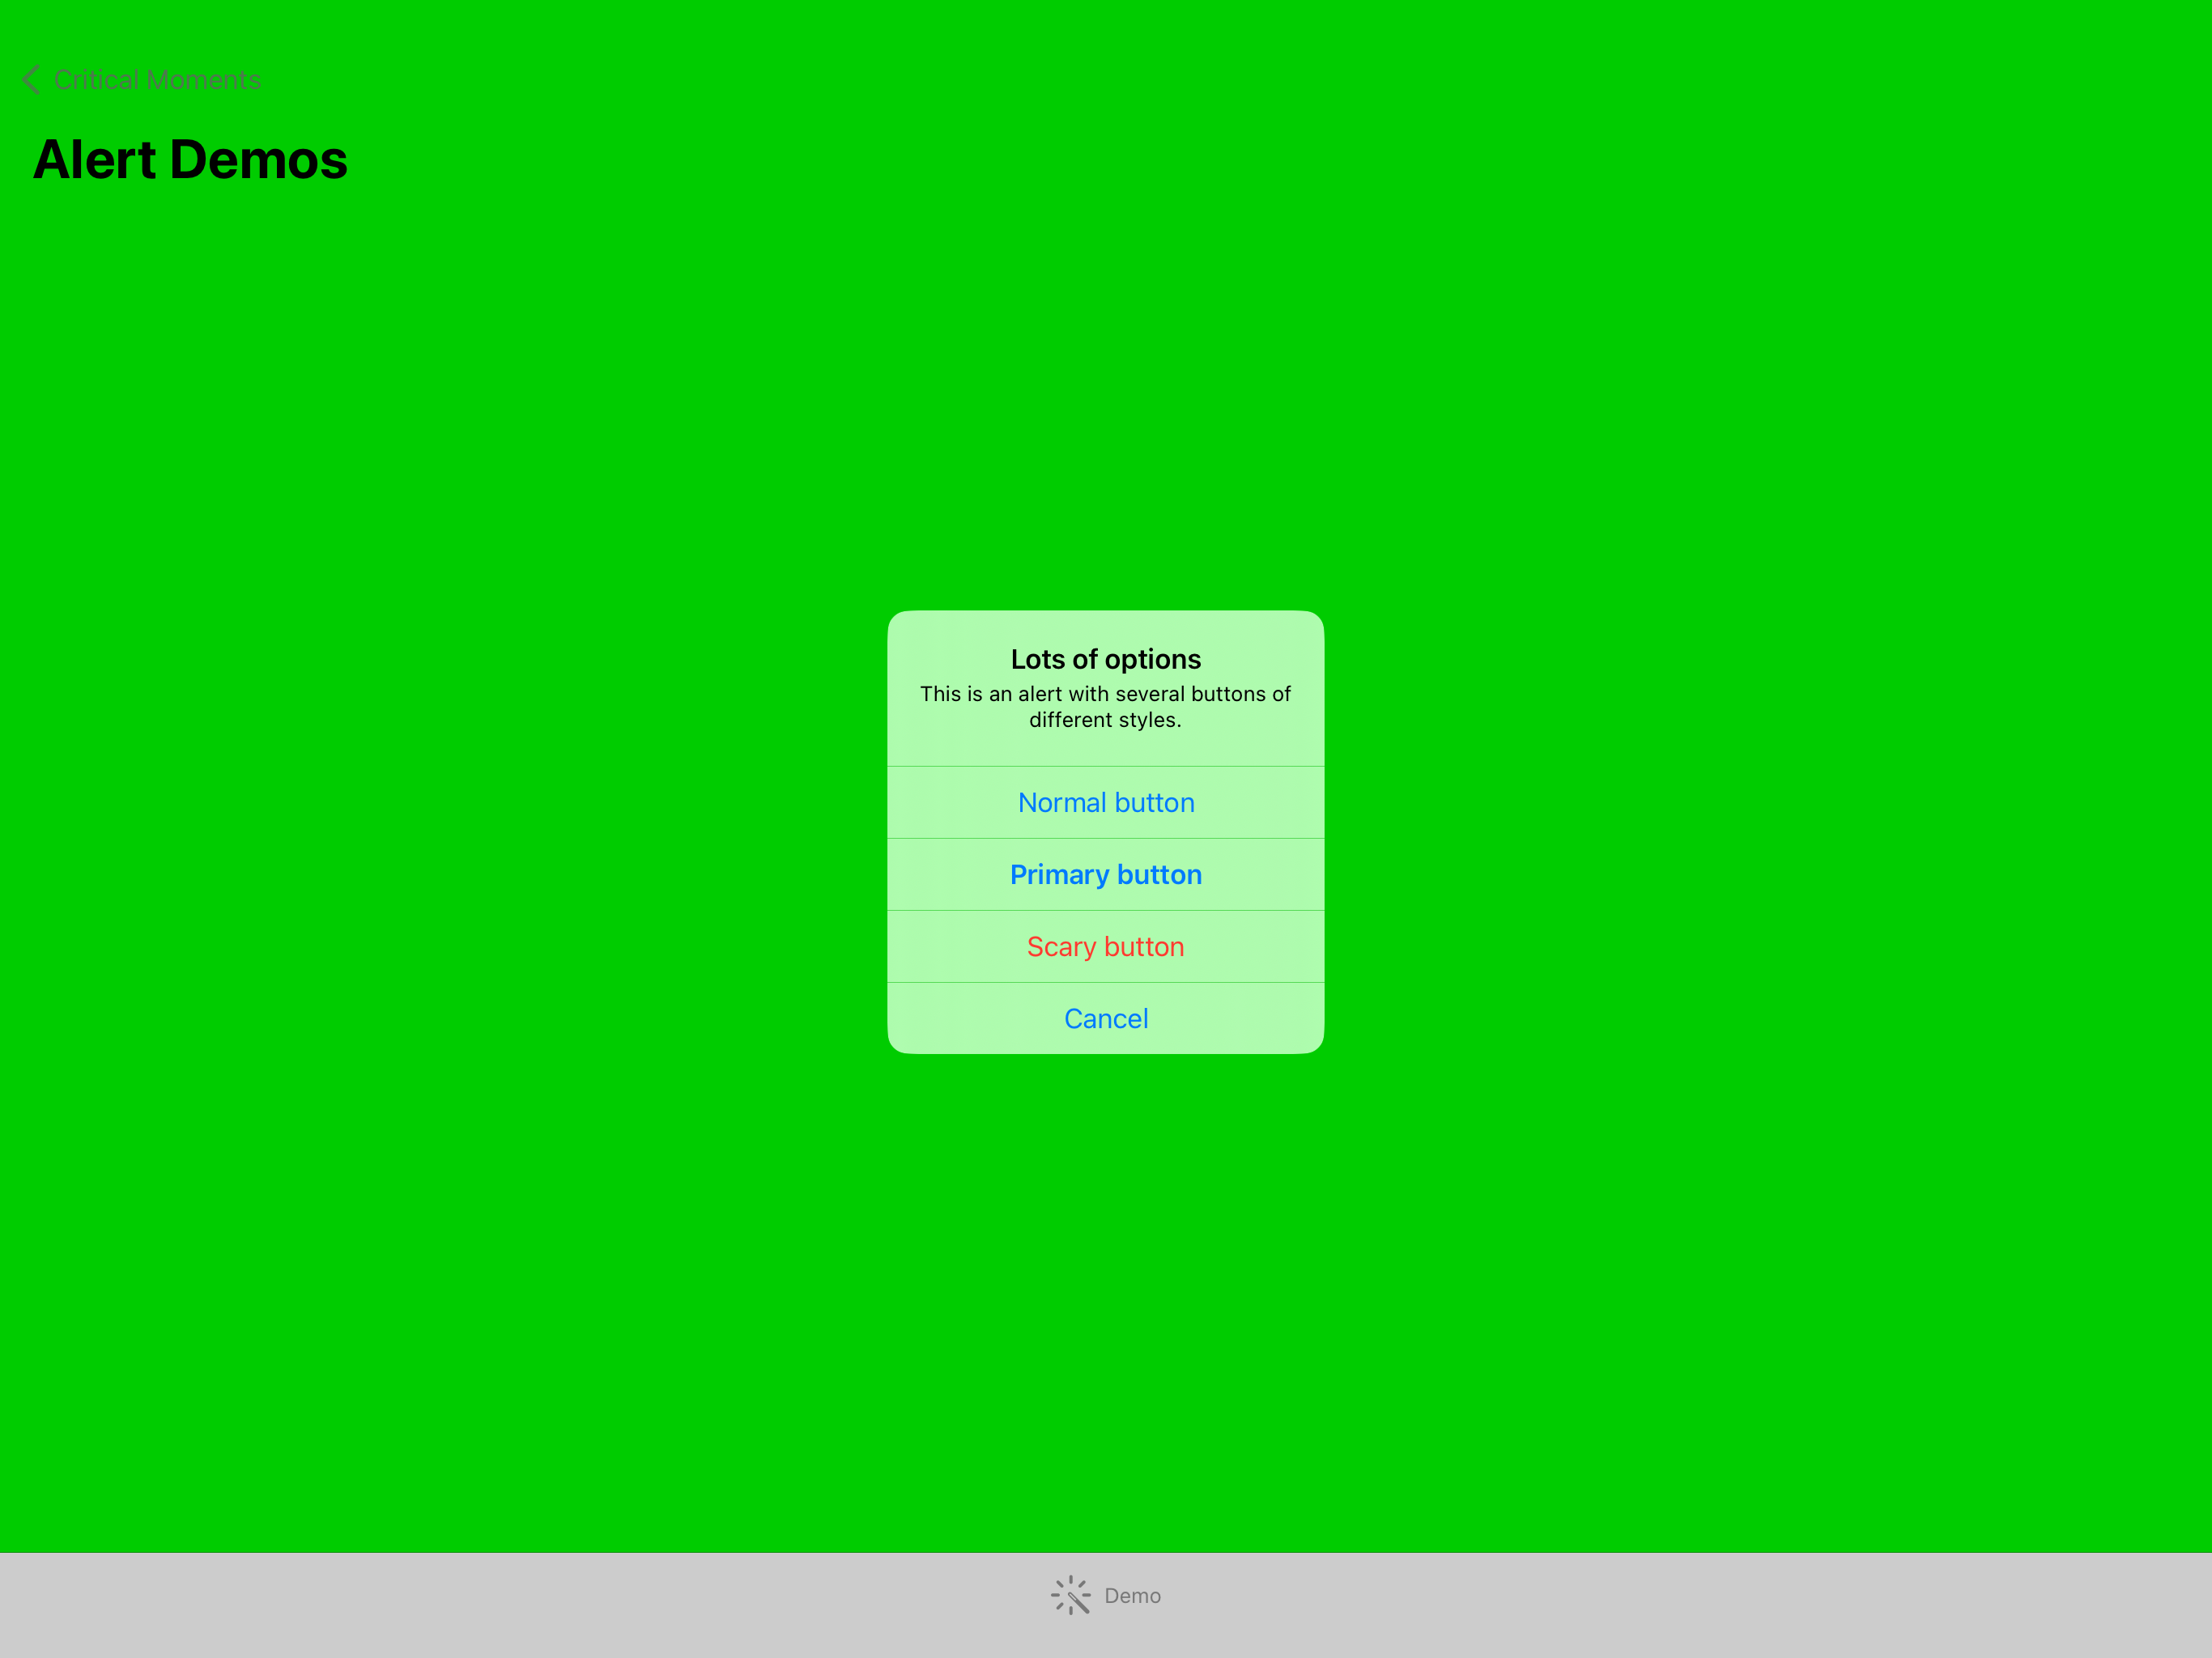 Critical Moments
Alert Demos
Lots of options
This is an alert with several buttons of
different styles.
Normal button
Primary button
Scary button
Cancel
Demo